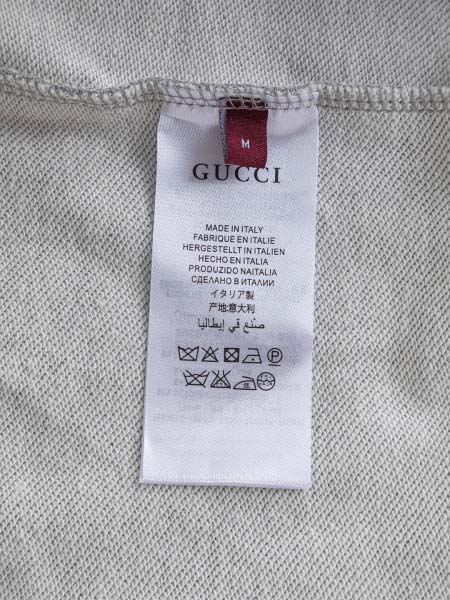 M
GUCCI
MADE IN ITALY
FABRIQUE EN ITALIE
HERGESTELLT IN ITALIEN
HECHO EN ITALIA
PRODUZIDO NAITALIA
СДЕЛАНО В ИТАЛИИ
イタリア製
产地:意大利
صنع في إيطاليا
P